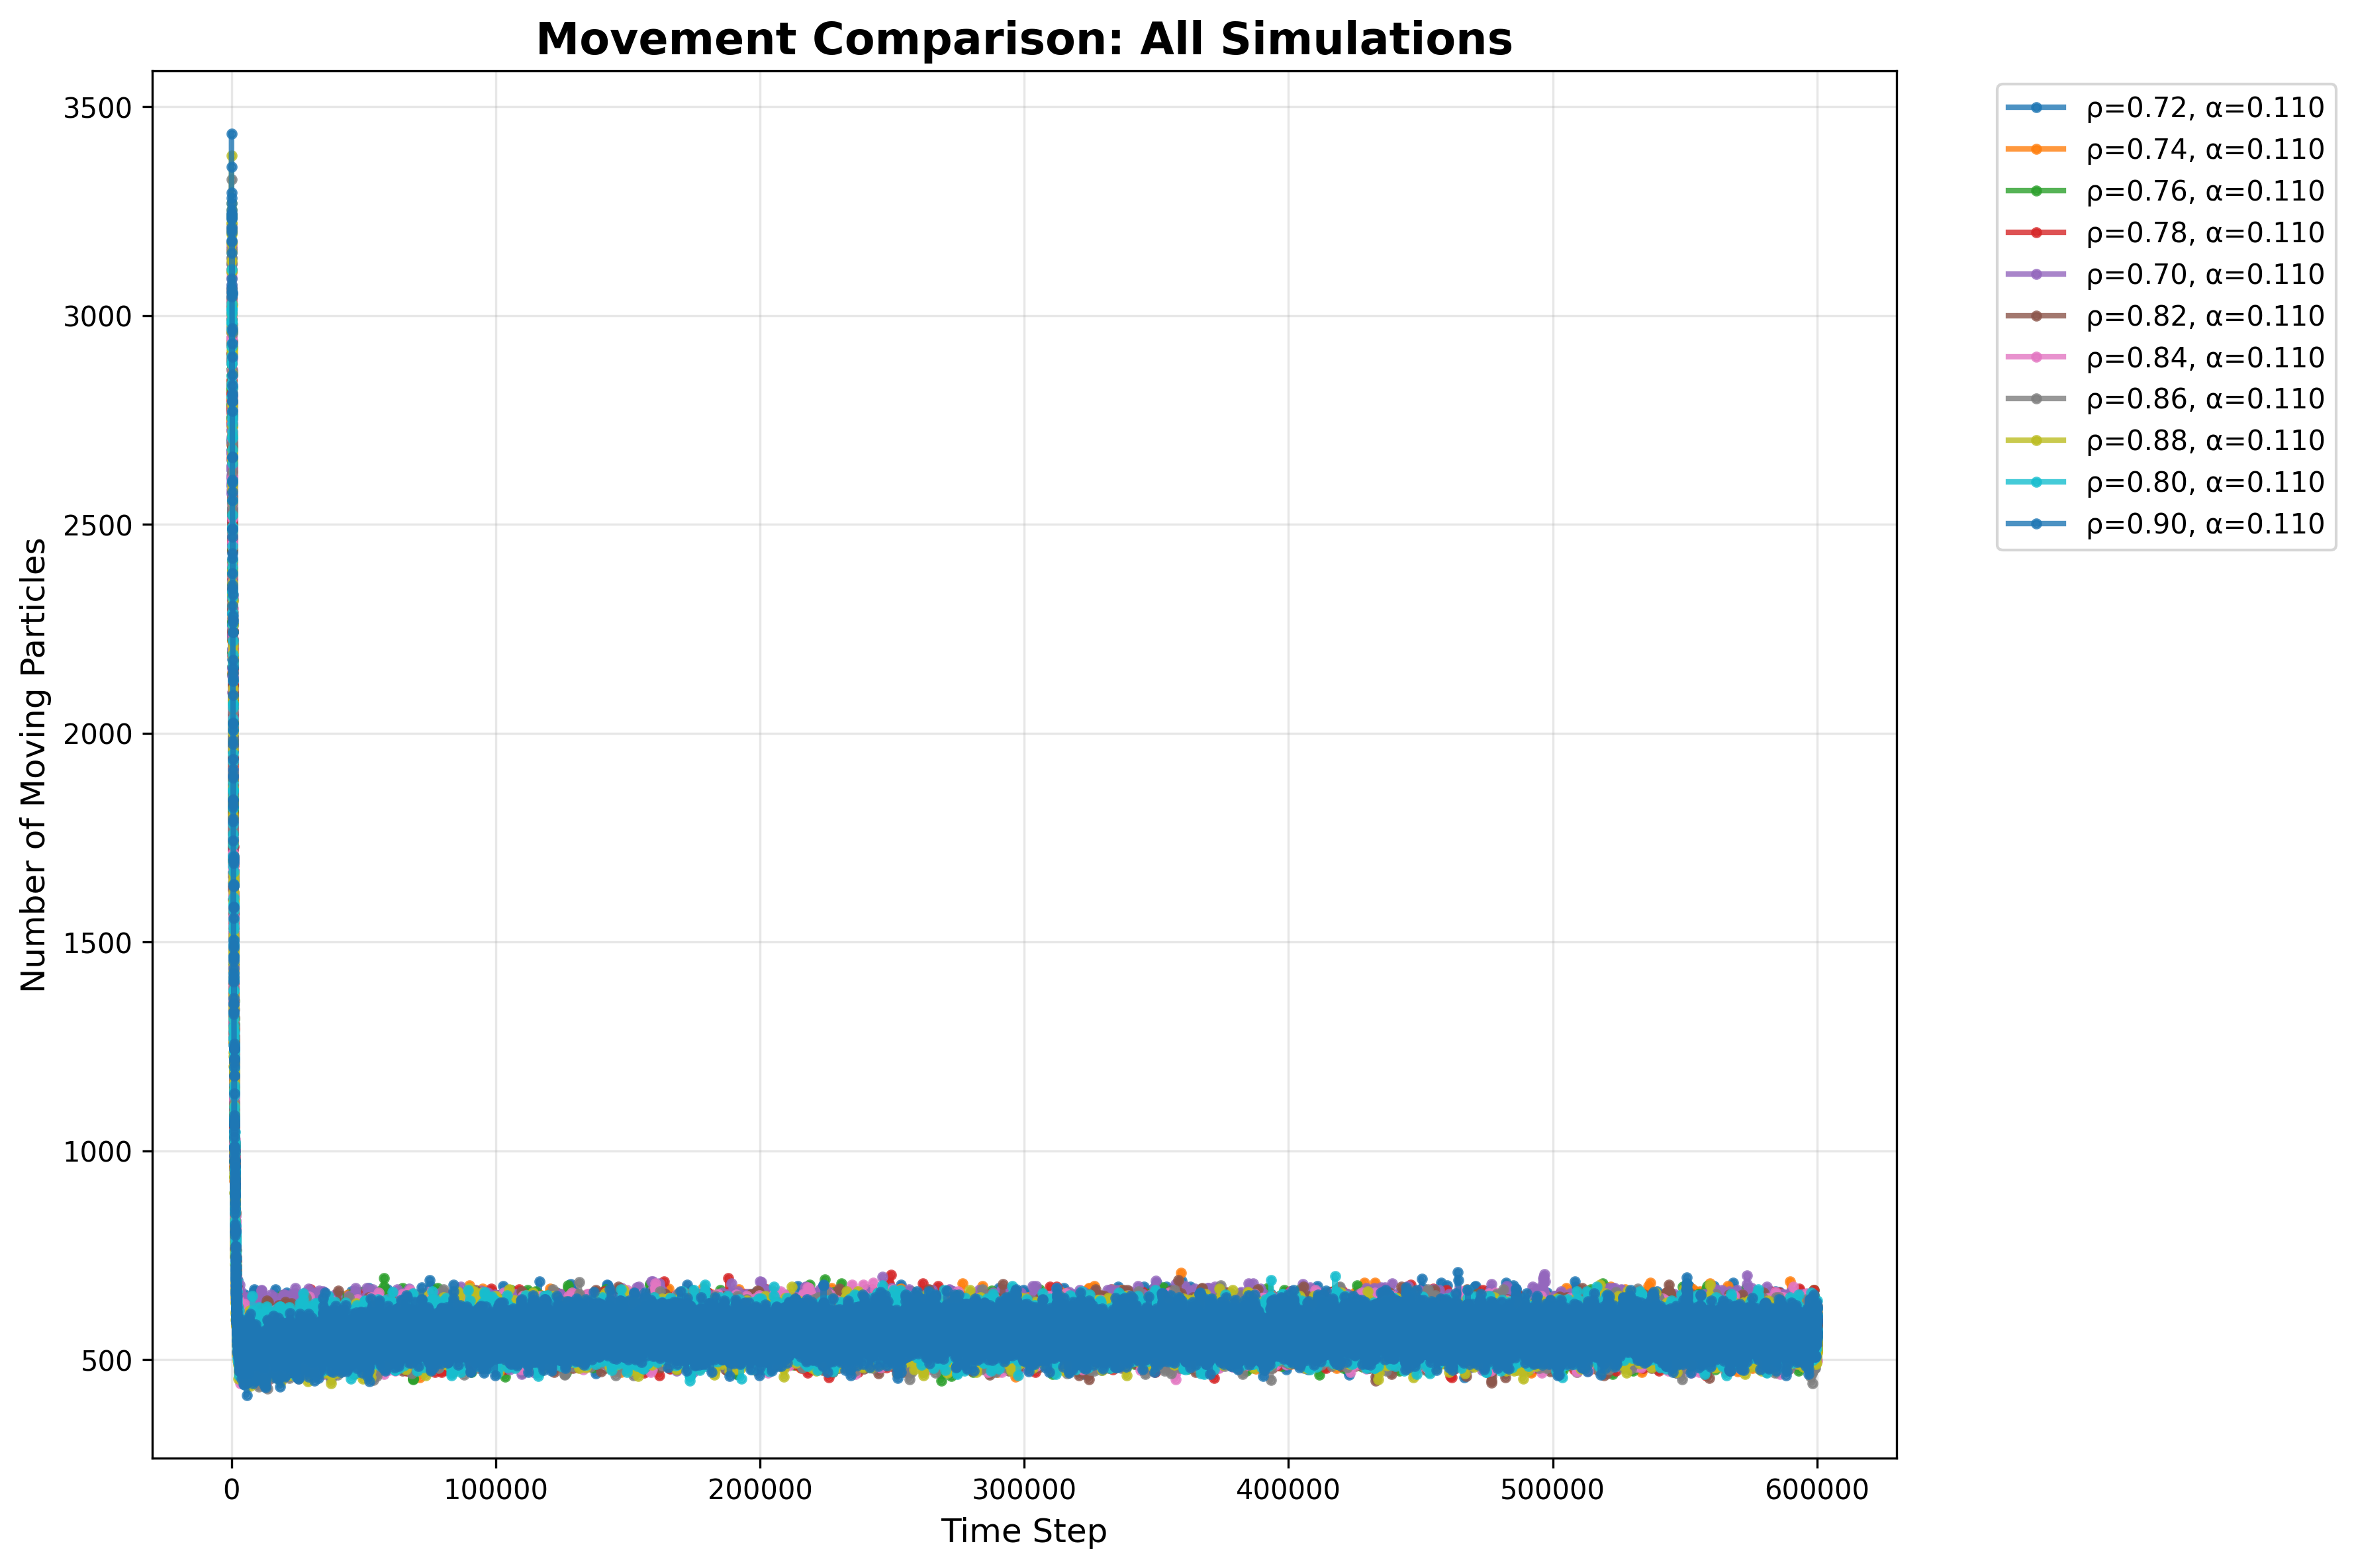 Movement Comparison: All Simulations
3500
3000
2500
2000
1500
1000
500
Number of Moving Particles
0
100000
200000
300000
400000
500000
600000
Time Step
ρ=0.72, α=0.110
ρ=0.74, α=0.110
ρ=0.76, α=0.110
ρ=0.78, α=0.110
ρ=0.70, α=0.110
ρ=0.82, α=0.110
ρ=0.84, α=0.110
ρ=0.86, α=0.110
ρ=0.88, α=0.110
ρ=0.80, α=0.110
ρ=0.90, α=0.110